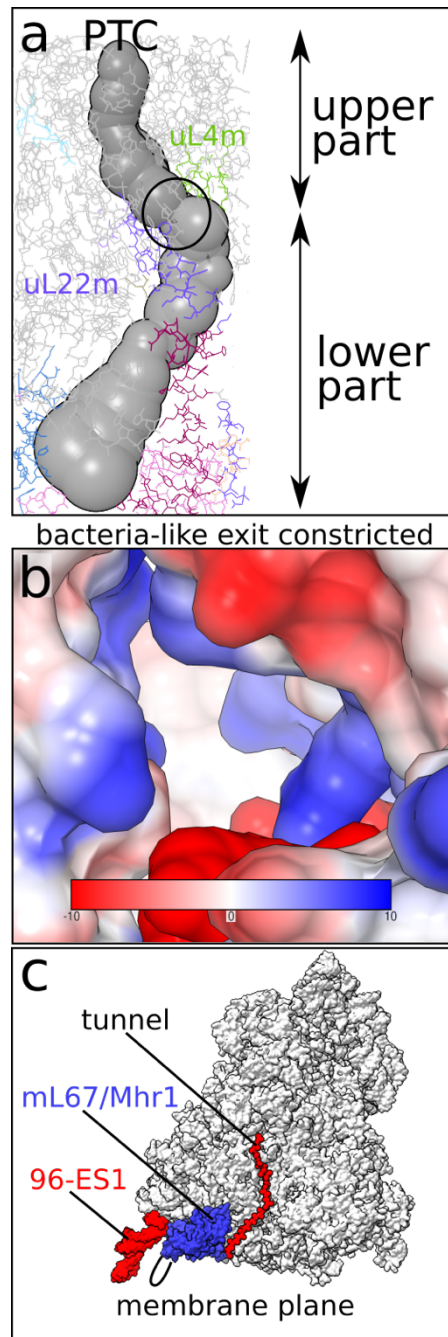 a
PTC
uL4m
upper
part
uL22m
lower
part
bacteria-like exit constricted
b
-10 0 10
c
tunnel
mL67/Mhr1
96-ES1
membrane plane